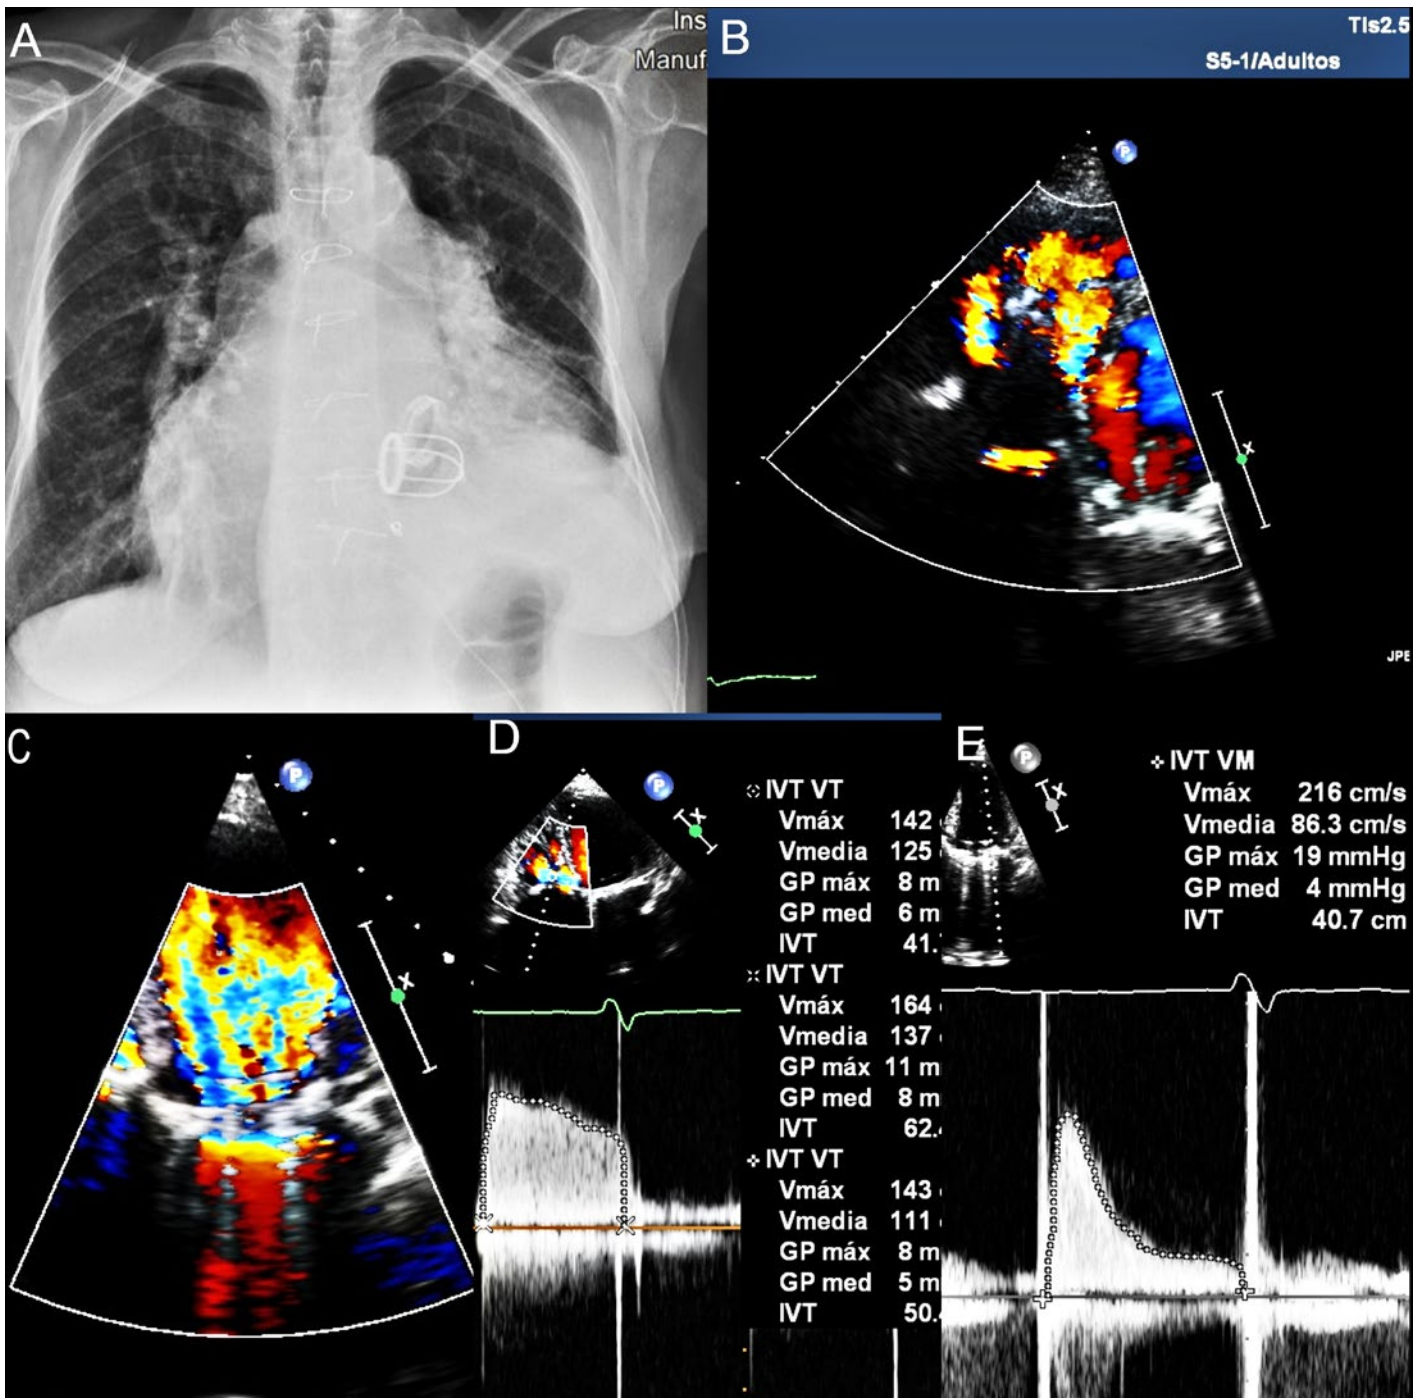 A
Ins
Manuf
B
TIs2.5
S5-1/Adultos
P
X
JPE
C
P
X
D
P
X
IVT VT
Vmáx 142
Vmedia 125
GP máx 8 m
GP med 6 m
IVT 41.
IVT VT
Vmáx 164
Vmedia 137
GP máx 11 m
GP med 8 m
IVT 62.
IVT VT
Vmáx 143
Vmedia 111
GP máx 8 m
GP med 5 m
IVT 50.
E
P
X
IVT VM
Vmáx 216 cm/s
Vmedia 86.3 cm/s
GP máx 19 mmHg
GP med 4 mmHg
IVT 40.7 cm